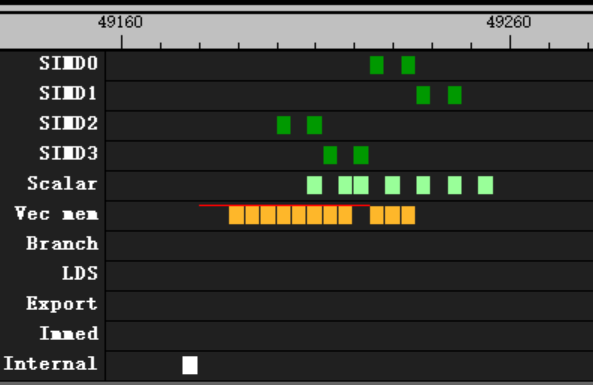 49160 49260
SIMD0
SIMD1
SIMD2
SIMD3
Scalar
Vec mem
Branch
LDS
Export
Immed
Internal